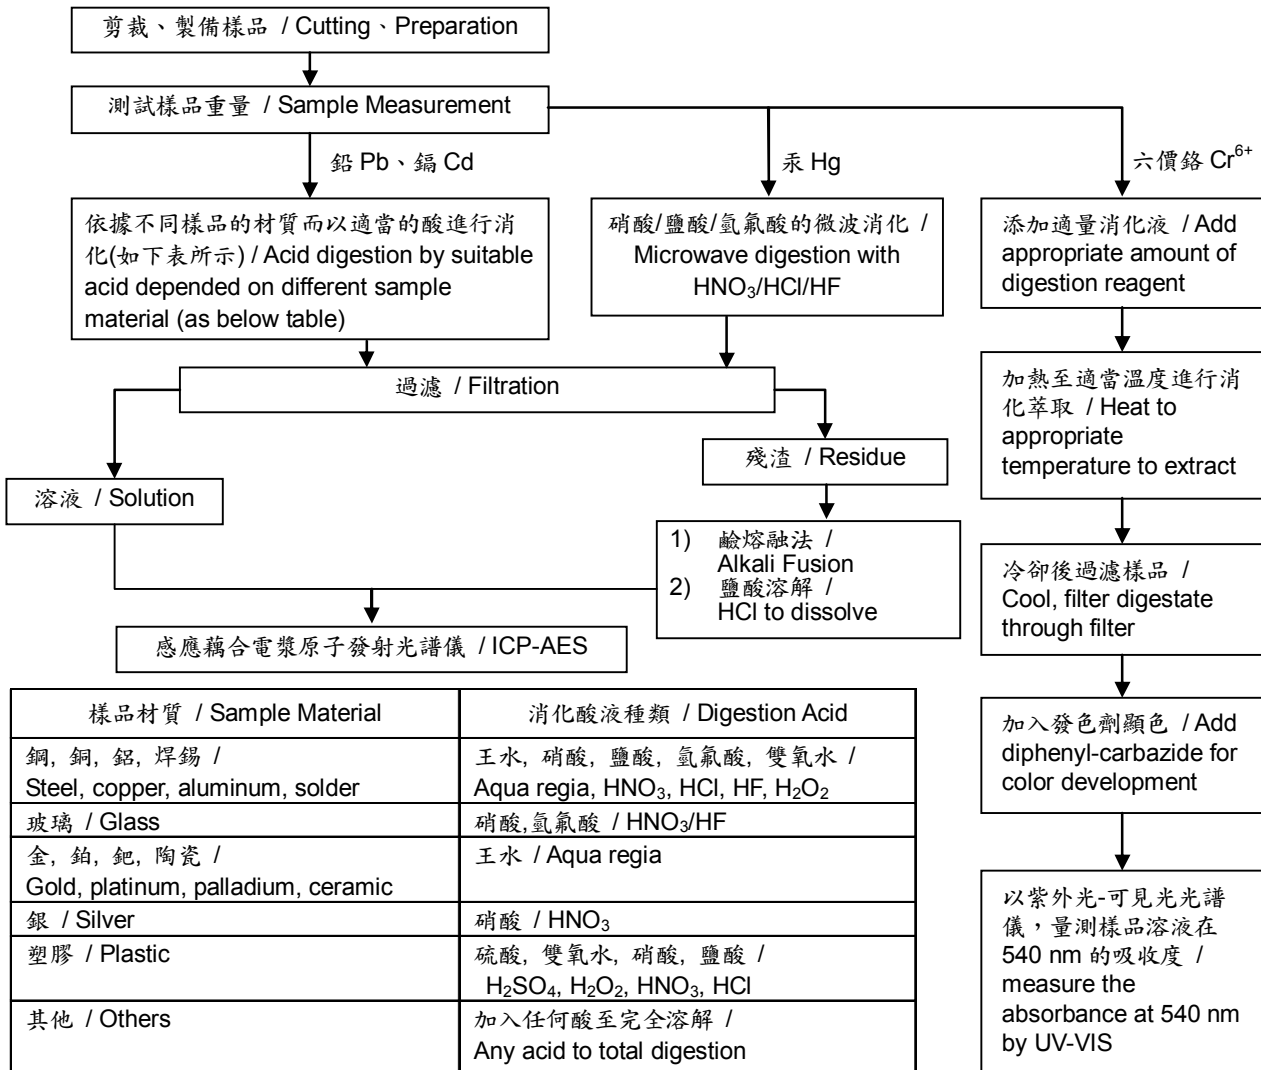 剪裁、製備樣品 / Cutting、Preparation
測試樣品重量 / Sample Measurement
鉛 Pb、鎘 Cd
汞 Hg
六價鉻 Cr⁶⁺
依據不同樣品的材質而以適當的酸進行消
化(如下表所示) / Acid digestion by suitable
acid depended on different sample
material (as below table)
硝酸/鹽酸/氫氟酸的微波消化 /
Microwave digestion with
HNO₃/HCl/HF
添加適量消化液 / Add
appropriate amount of
digestion reagent
過濾 / Filtration
加熱至適當溫度進行消
化萃取 / Heat to
appropriate
temperature to extract
溶液 / Solution
殘渣 / Residue
1) 鹼熔融法 /
Alkali Fusion
2) 鹽酸溶解 /
HCl to dissolve
冷卻後過濾樣品 /
Cool, filter digestate
through filter
感應藕合電漿原子發射光譜儀 / ICP-AES
加入發色劑顯色 / Add
diphenyl-carbazide for
color development
以紫外光-可見光光譜
儀，量測樣品溶液在
540 nm 的吸收度 /
measure the
absorbance at 540 nm
by UV-VIS
樣品材質 / Sample Material
消化酸液種類 / Digestion Acid
鋼, 銅, 鋁, 焊錫 /
Steel, copper, aluminum, solder
王水, 硝酸, 鹽酸, 氫氟酸, 雙氧水 /
Aqua regia, HNO₃, HCl, HF, H₂O₂
玻璃 / Glass
硝酸,氫氟酸 / HNO₃/HF
金, 鉑, 鈀, 陶瓷 /
Gold, platinum, palladium, ceramic
王水 / Aqua regia
銀 / Silver
硝酸 / HNO₃
塑膠 / Plastic
硫酸, 雙氧水, 硝酸, 鹽酸 /
H₂SO₄, H₂O₂, HNO₃, HCl
其他 / Others
加入任何酸至完全溶解 /
Any acid to total digestion